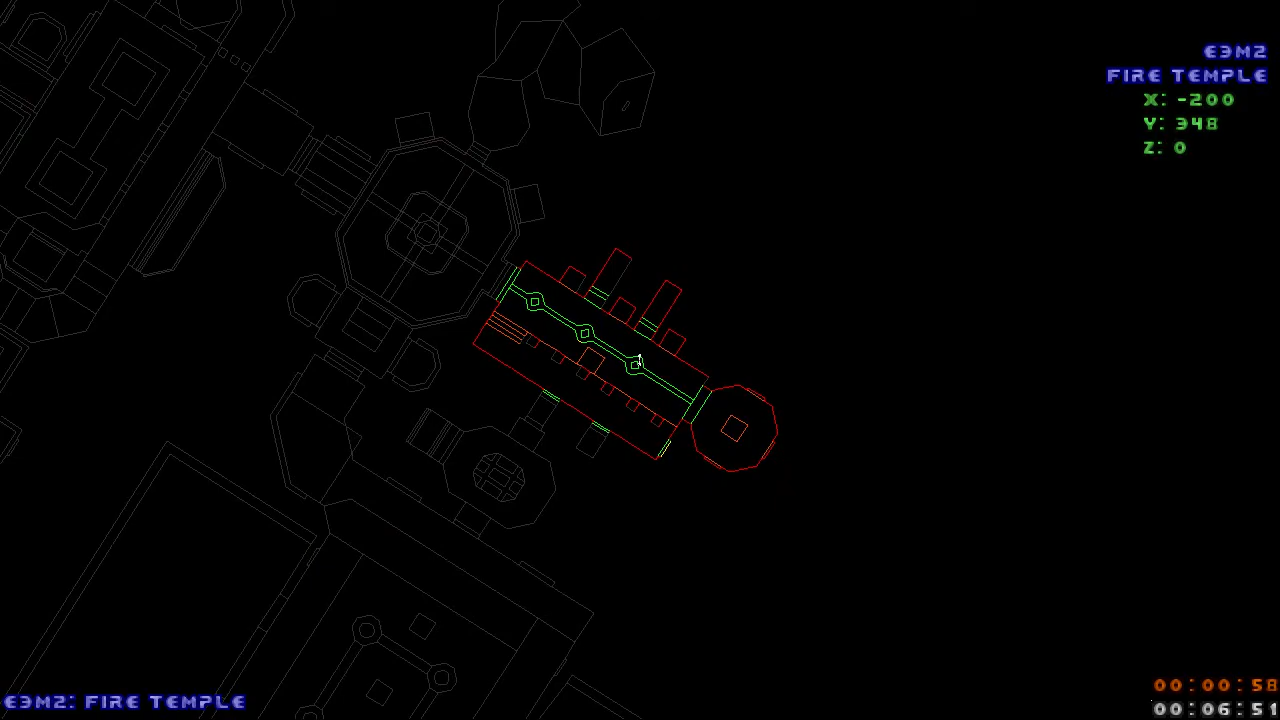 E3M2
FIRE TEMPLE
X: -200
Y: 348
Z: 0
E3M2: FIRE TEMPLE
00:00:58
00:06:51